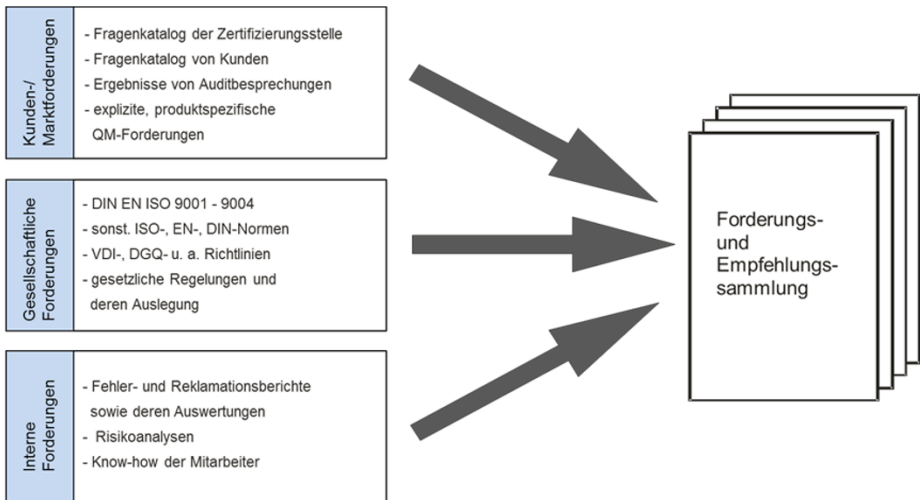 Kunden-/
Marktforderungen
- Fragenkatalog der Zertifizierungsstelle
- Fragenkatalog von Kunden
- Ergebnisse von Auditbesprechungen
- explizite, produktspezifische
QM-Forderungen
Gesellschaftliche
Forderungen
- DIN EN ISO 9001 - 9004
- sonst. ISO-, EN-, DIN-Normen
- VDI-, DGQ- u. a. Richtlinien
- gesetzliche Regelungen und
deren Auslegung
Interne
Forderungen
- Fehler- und Reklamationsberichte
sowie deren Auswertungen
- Risikoanalysen
- Know-how der Mitarbeiter
Forderungs-
und
Empfehlungs-
sammlung